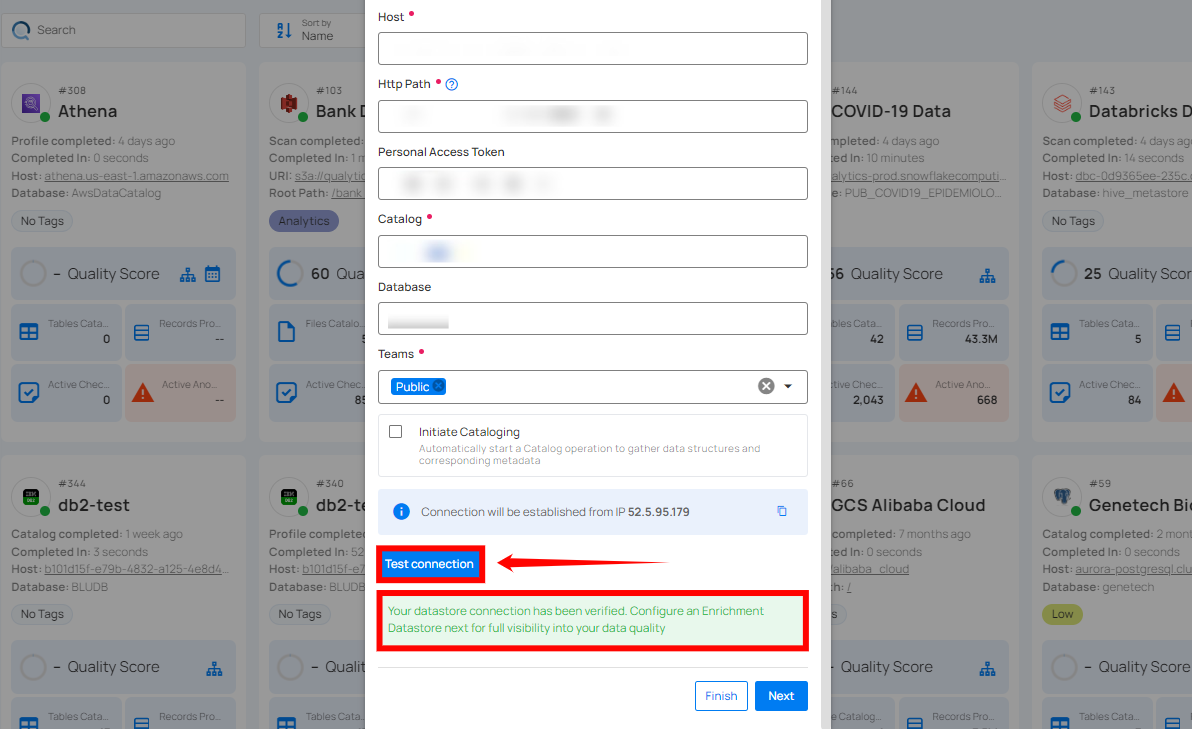 Search
Sort by
Name
#308
Athena
Profile completed: 4 days ago
Completed In: 0 seconds
Host: athena.us-east-1.amazonaws.com
Database: AwsDataCatalog
No Tags
– Quality Score
Tables Cata...
0
Records Pro...
--
Active Chec...
0
Active Ano...
--
#103
Bank D
Scan completed:
Completed In: 1 m
URI: s3a://qualytic
Root Path: /bank_
Analytics
60 Qua
Files Catalo...
5
Active Chec...
85
Host *
Http Path * ?
Personal Access Token
Catalog *
Database
Teams *
Public
Initiate Cataloging
Automatically start a Catalog operation to gather data structures and
corresponding metadata
Connection will be established from IP 52.5.95.179
Test connection
Your datastore connection has been verified. Configure an Enrichment
Datastore next for full visibility into your data quality
Finish
Next
#144
COVID-19 Data
mpleted: 4 days ago
d In: 10 minutes
alytics-prod.snowflakecomputi...
e: PUB_COVID19_EPIDEMIOLO...
56 Quality Score
bles Cata...
42
Records Pro...
43.3M
ctive Chec...
2,043
Active Ano...
668
#143
Databricks D
Scan completed: 4 days ago
Completed In: 14 seconds
Host: dbc-0d9365ee-235c.c
Database: hive_metastore
No Tags
25 Quality Scor
Tables Cata...
5
Active Chec...
84
#344
db2-test
Catalog completed: 1 week ago
Completed In: 3 seconds
Host: b101d15f-e79b-4832-a125-4e8d4...
Database: BLUDB
No Tags
– Quality Score
Tables Cata...
Records Pro...
#340
db2-te
Profile completed:
Completed In: 52
Host: b101d15f-e7
Database: BLUDB
No Tags
– Quali
Tables Cata...
#66
GCS Alibaba Cloud
completed: 7 months ago
d In: 0 seconds
/alibaba_cloud
th: /
s
– Quality Score
e Catalog...
Records Pro...
#59
Genetech Bio
Catalog completed: 2 mont
Completed In: 0 seconds
Host: aurora-postgresql.clu
Database: genetech
Low
– Quality Scor
Tables Cata...